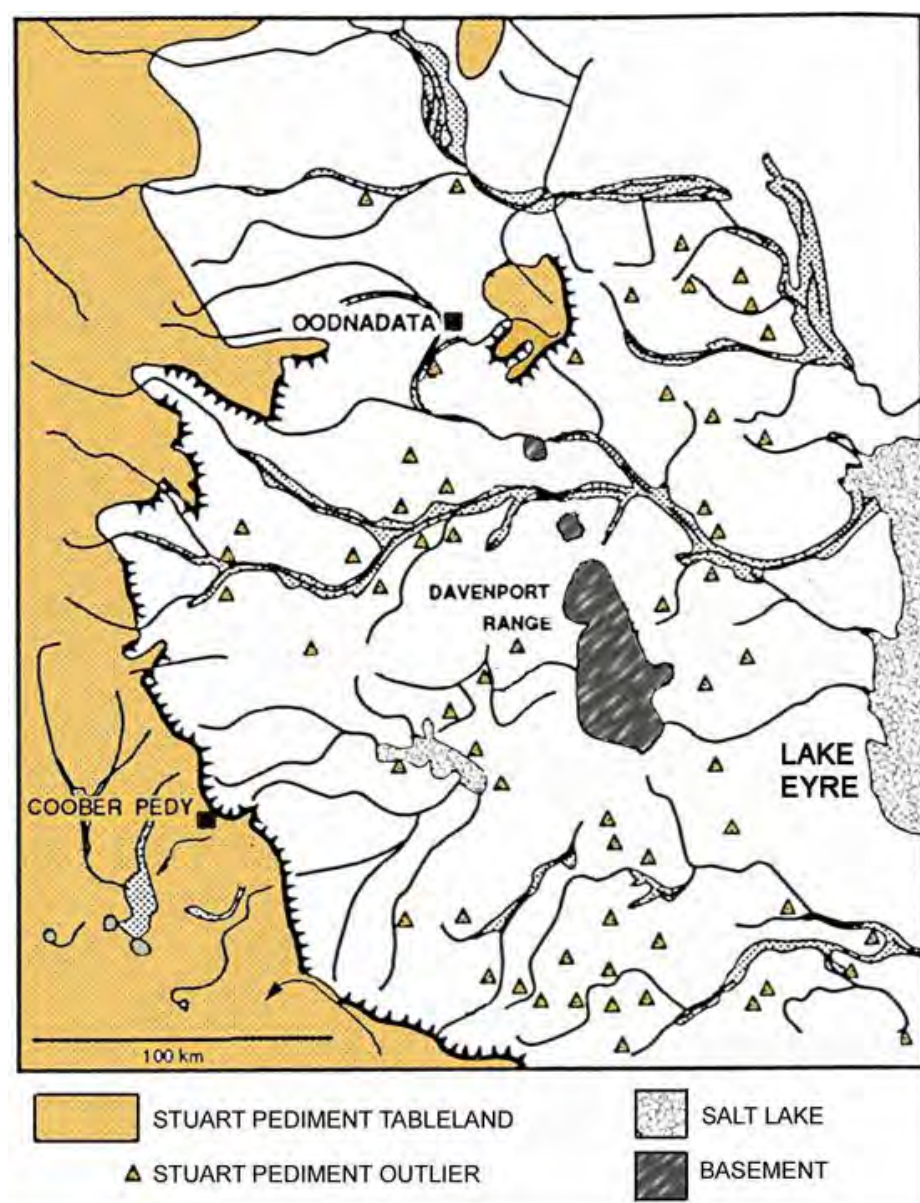 OODNADATA
DAVENPORT
RANGE
LAKE
EYRE
COOBER PEDY
100 km
STUART PEDIMENT TABLELAND
SALT LAKE
STUART PEDIMENT OUTLIER
BASEMENT